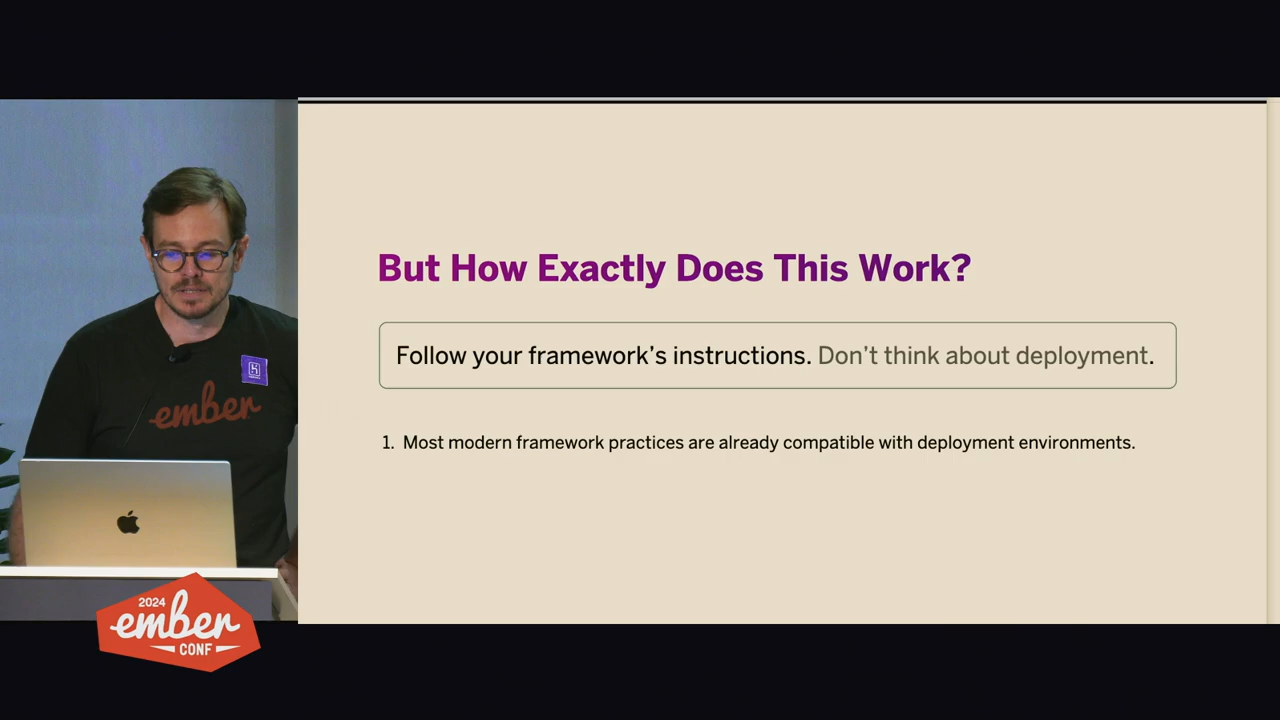 But How Exactly Does This Work?
Follow your framework's instructions. Don't think about deployment.
1. Most modern framework practices are already compatible with deployment environments.
ember
2024
ember
CONF